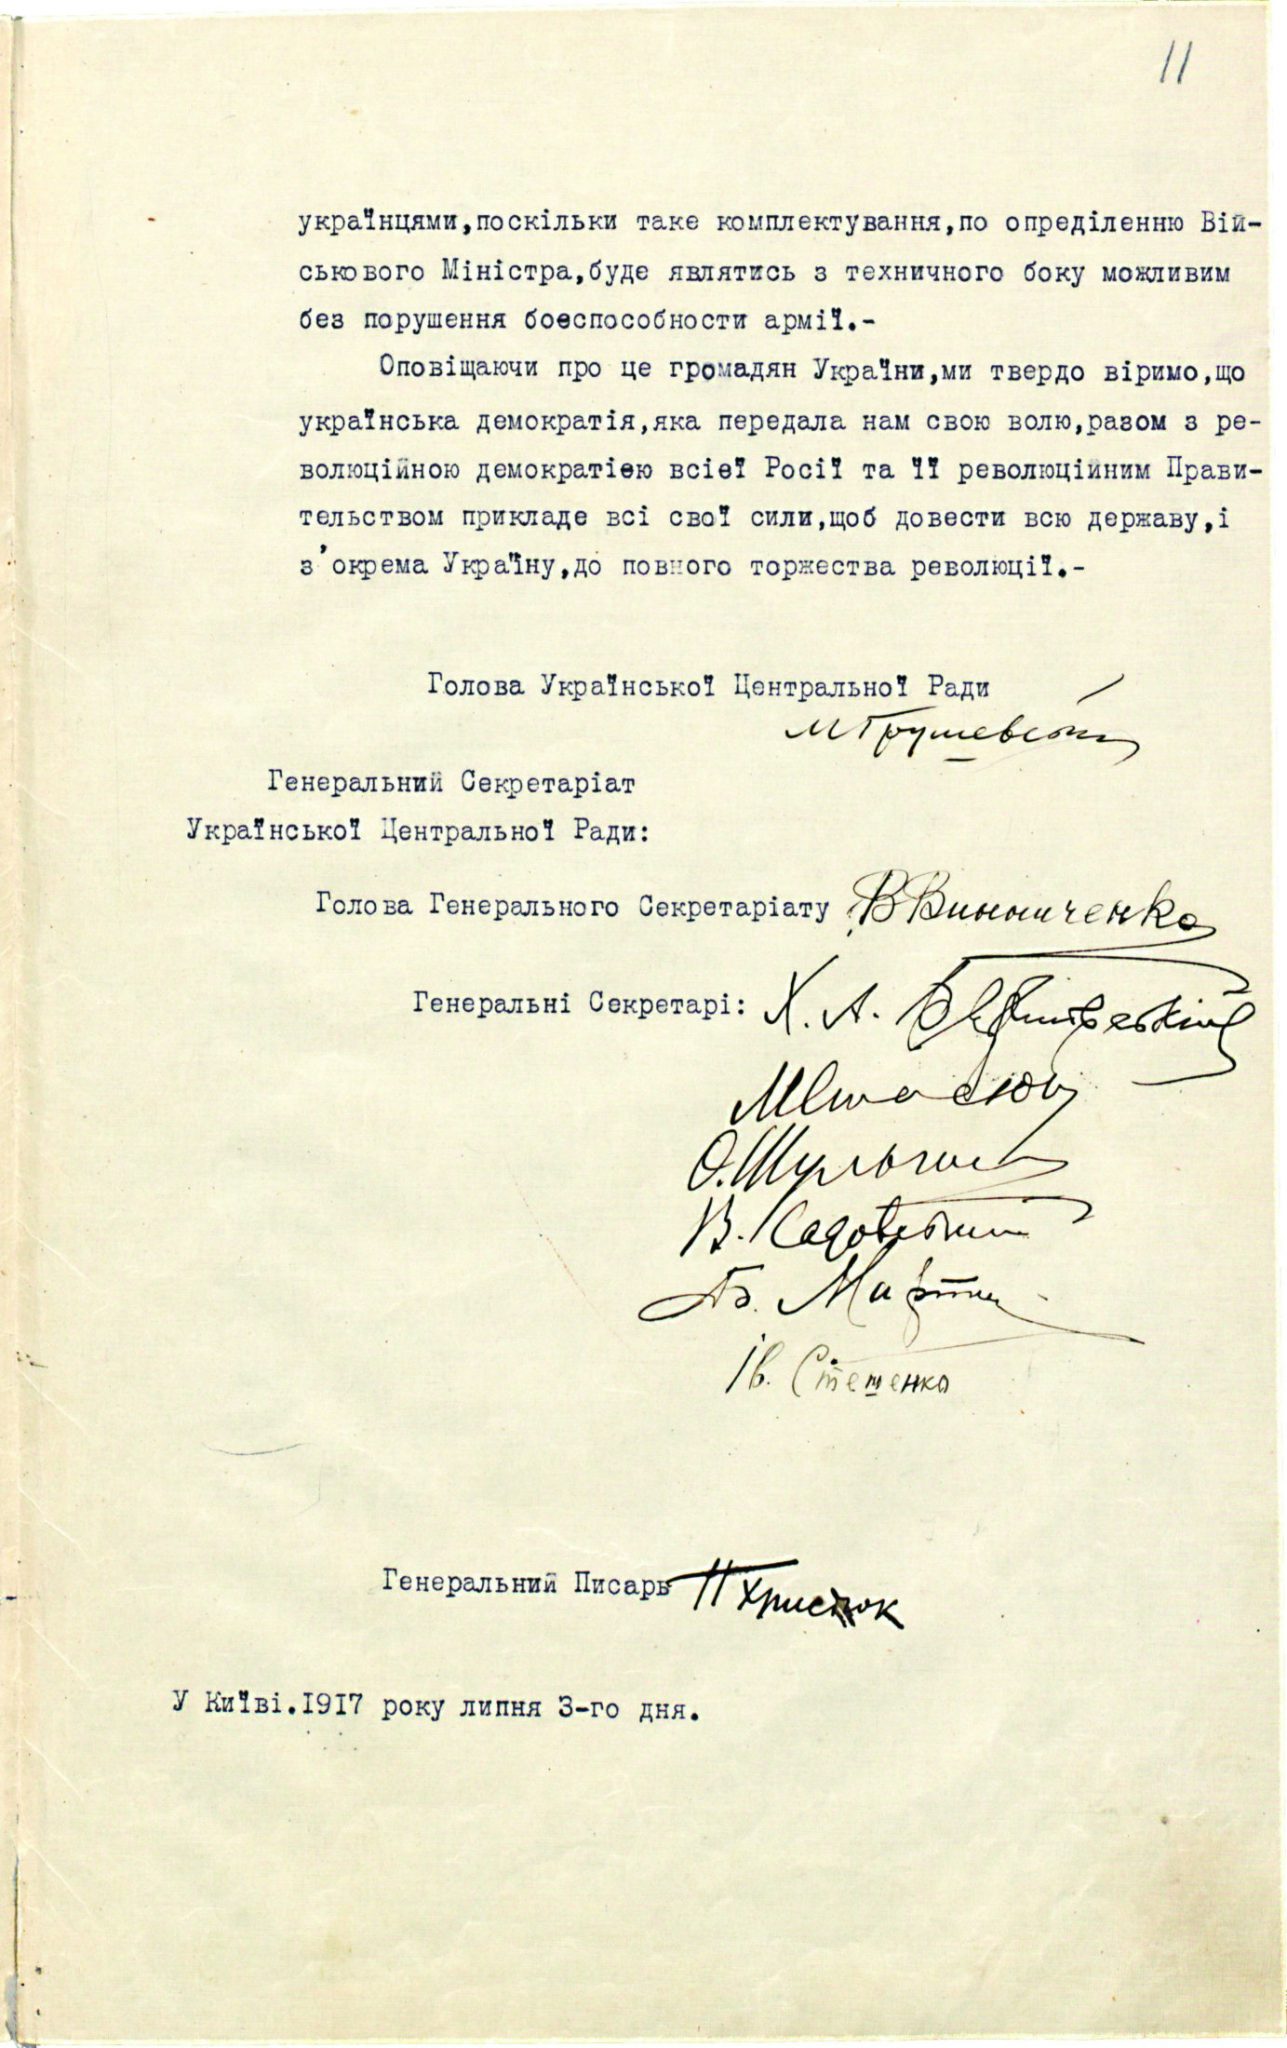 11
українцями,поскільки таке комплектування,по опреділенню Вій-
ськового Міністра,буде являтись з технічного боку можливим
без порушення боєспособности армії.-
Оповіщаючи про це громадян України,ми твердо віримо,що
українська демократія,яка передала нам свою волю,разом з ре-
волюційною демократією всієї Росії та її революційним Прави-
тельством прикладе всі свої сили,щоб довести всю державу,і
з'окрема Україну,до повного торжества революції.-
Голова Української Центральної Ради
М Грушевський
Генеральний Секретаріат
Української Центральної Ради:
Голова Генерального Секретаріату В Винниченко
Генеральні Секретарі: Х. А. Барановський
О. Шульгин
В. Садовський
Б. Мартос
Ів. Стешенко
Генеральний Писарь П Христюк
У Київі.1917 року липня 3-го дня.